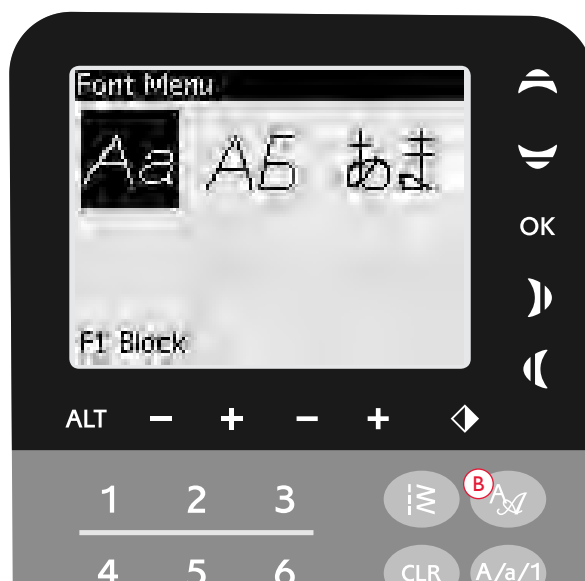 Font Menu
Aa АБ あま
F1 Block
OK
ALT − + − +
B
1 2 3
A A
4 5 6 CLR A/a/1